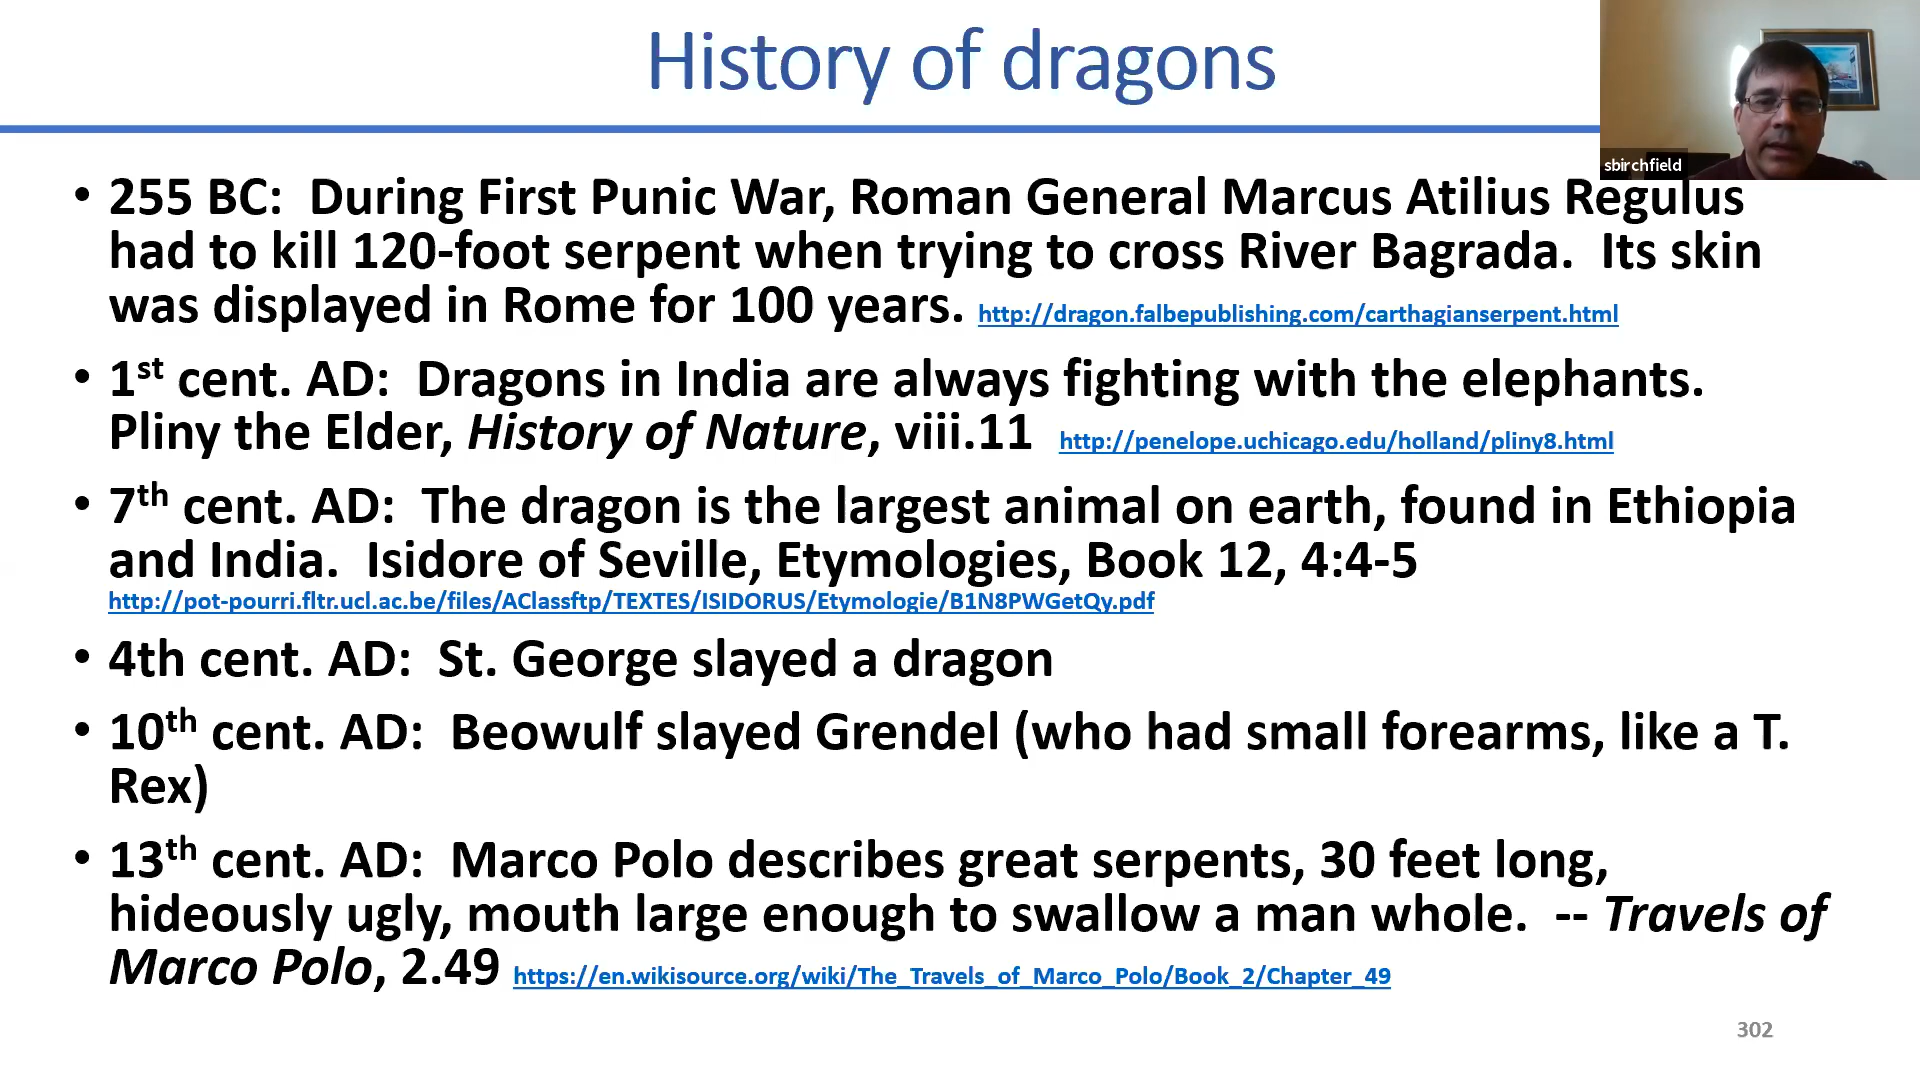 History of dragons
sbirchfield
• 255 BC: During First Punic War, Roman General Marcus Atilius Regulus
had to kill 120-foot serpent when trying to cross River Bagrada. Its skin
was displayed in Rome for 100 years. http://dragon.falbepublishing.com/carthagianserpent.html
• 1st cent. AD: Dragons in India are always fighting with the elephants.
Pliny the Elder, History of Nature, viii.11 http://penelope.uchicago.edu/holland/pliny8.html
• 7th cent. AD: The dragon is the largest animal on earth, found in Ethiopia
and India. Isidore of Seville, Etymologies, Book 12, 4:4-5
http://pot-pourri.fltr.ucl.ac.be/files/AClassftp/TEXTES/ISIDORUS/Etymologie/B1N8PWGetQy.pdf
• 4th cent. AD: St. George slayed a dragon
• 10th cent. AD: Beowulf slayed Grendel (who had small forearms, like a T.
Rex)
• 13th cent. AD: Marco Polo describes great serpents, 30 feet long,
hideously ugly, mouth large enough to swallow a man whole. -- Travels of
Marco Polo, 2.49 https://en.wikisource.org/wiki/The_Travels_of_Marco_Polo/Book_2/Chapter_49
302